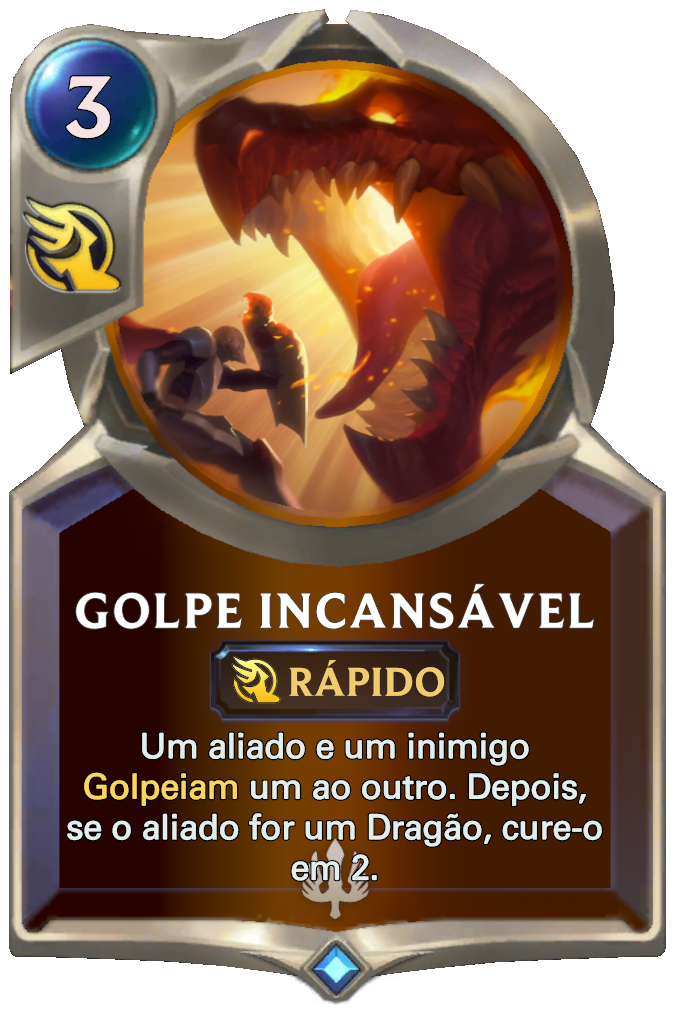 3
GOLPE INCANSÁVEL
RÁPIDO
Um aliado e um inimigo
Golpeiam um ao outro. Depois,
se o aliado for um Dragão, cure-o
em 2.